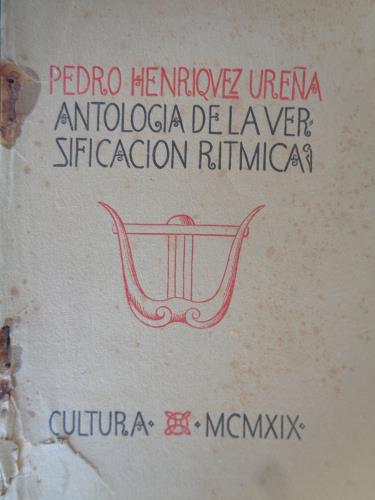 PEDRO HENRIQVEZ UREÑA
ANTOLOGIA DE LA VER-
SIFICACION RITMICA
CULTURA · MCMXIX ·